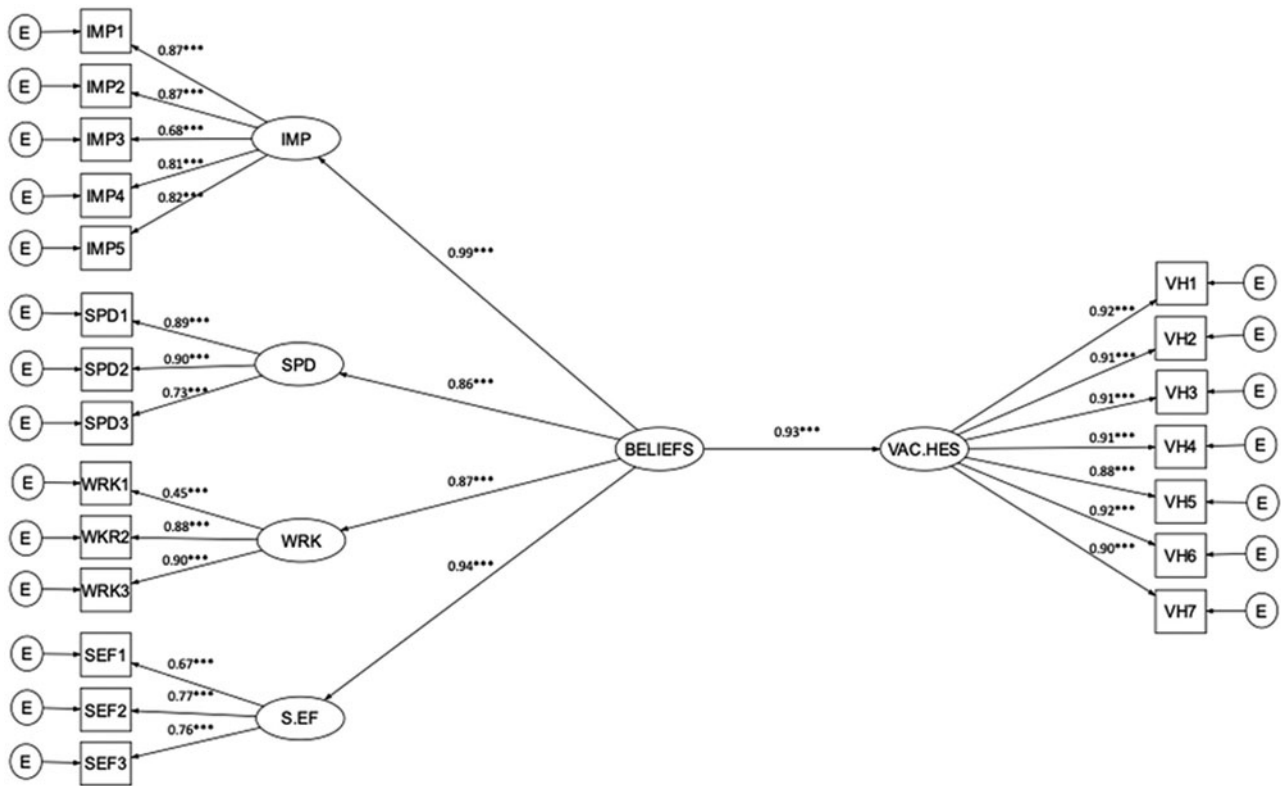 E IMP1
0.87***
E IMP2
0.87***
E IMP3
0.68***
IMP
E IMP4
0.81***
0.82***
E IMP5
0.99***
E SPD1
0.89***
E SPD2
0.90***
SPD
E SPD3
0.73***
0.86***
BELIEFS
0.93***
VAC.HES
E WRK1
0.45***
0.87***
E WKR2
0.88***
WRK
E WRK3
0.90***
0.94***
E SEF1
0.67***
E SEF2
0.77***
S.EF
E SEF3
0.76***
VH1 E
0.92***
VH2 E
0.91***
VH3 E
0.91***
VH4 E
0.91***
0.88***
VH5 E
0.92***
VH6 E
0.90***
VH7 E